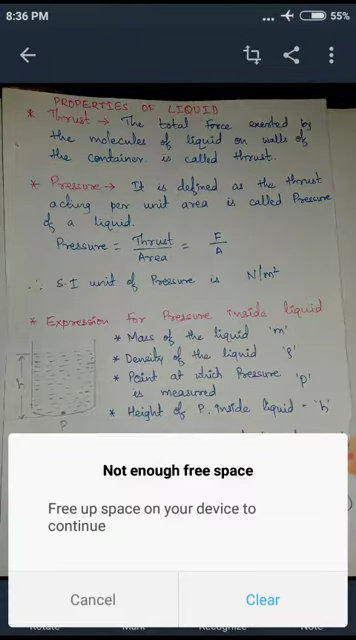 8:36 PM ... 55%
PROPERTIES OF LIQUID
* Thrust → The total force exerted by
the molecules of liquid on walls of
the container is called thrust.
* Pressure → It is defined as the thrust
acting per unit area is called Pressure
of a liquid.
Pressure = Thrust/Area = F/A
∴ S.I unit of Pressure is N/m²
* Expression for Pressure inside liquid
* Mass of the liquid 'm'
* Density of the liquid 'ρ'
* Point at which Pressure 'p'
is measured
* Height of P, inside liquid - 'h'
h
P
Not enough free space
Free up space on your device to
continue
Cancel Clear
Rotate Mark Recognize Note